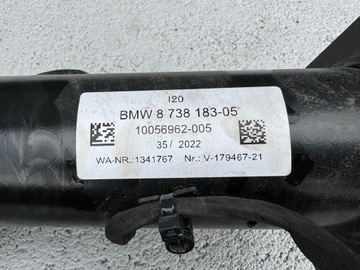 I20
BMW 8 738 183-05
10056962-005
35/ 2022
WA-NR.:1341767 Nr.: V-179467-21